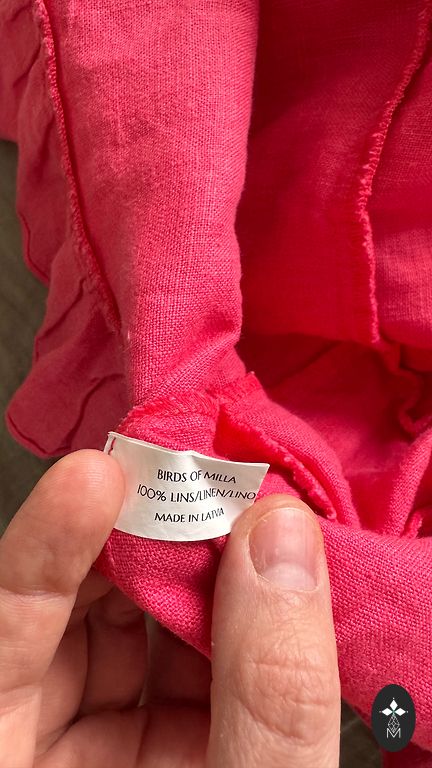 BIRDS OF MILLA
100% LINS/LINEN/LINO
MADE IN LATVIA
M